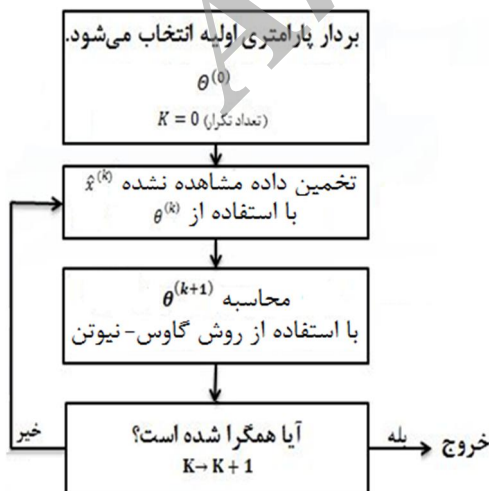 بردار پارامتری اولیه انتخاب می‌شود.
Θ^(0)
K = 0 (تعداد تکرار)
تخمین داده مشاهده نشده x̂^(k)
با استفاده از θ^(k)
محاسبه θ^(k+1)
با استفاده از روش گاوس-نیوتن
آیا همگرا شده است؟
K→ K + 1
خیر
بله
خروج